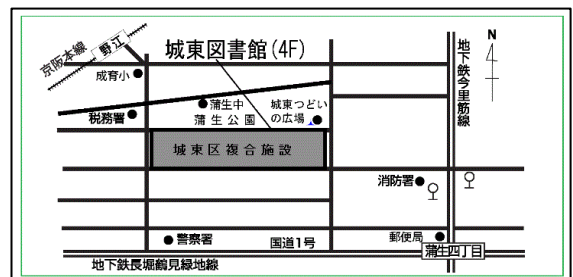 京阪本線
野江
城東図書館(4F)
地下鉄今里筋線
N
成育小
蒲生中
城東つどい
の広場
税務署
蒲生公園
城東区複合施設
消防署
警察署
国道1号
郵便局
蒲生四丁目
地下鉄長堀鶴見緑地線